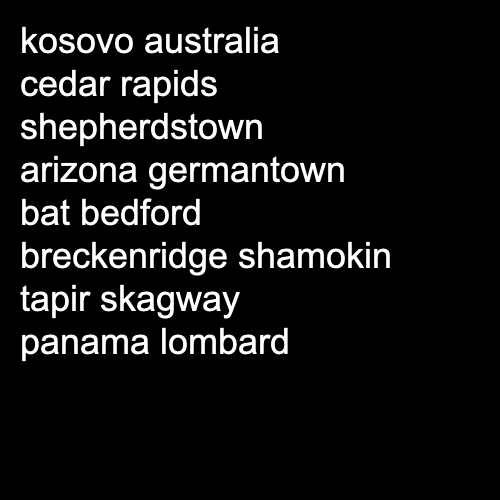 kosovo australia
cedar rapids
shepherdstown
arizona germantown
bat bedford
breckenridge shamokin
tapir skagway
panama lombard